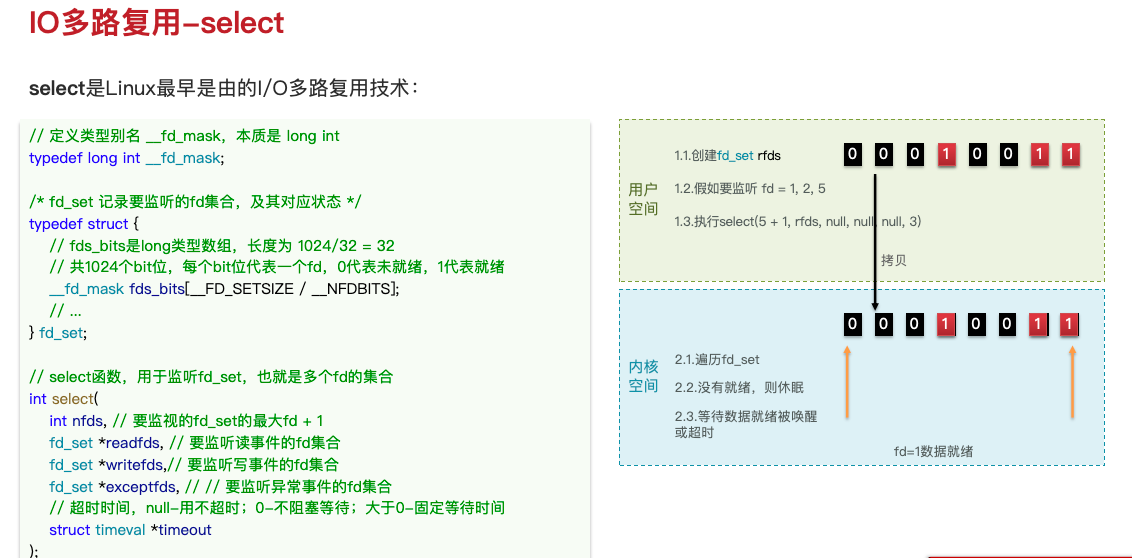 IO多路复用-select
select是Linux最早是由的I/O多路复用技术：
// 定义类型别名 __fd_mask，本质是 long int
typedef long int __fd_mask;
/* fd_set 记录要监听的fd集合，及其对应状态 */
typedef struct {
// fds_bits是long类型数组，长度为 1024/32 = 32
// 共1024个bit位，每个bit位代表一个fd，0代表未就绪，1代表就绪
__fd_mask fds_bits[__FD_SETSIZE / __NFDBITS];
// ...
} fd_set;
// select函数，用于监听fd_set，也就是多个fd的集合
int select(
int nfds, // 要监视的fd_set的最大fd + 1
fd_set *readfds, // 要监听读事件的fd集合
fd_set *writefds,// 要监听写事件的fd集合
fd_set *exceptfds, // // 要监听异常事件的fd集合
// 超时时间，null-用不超时；0-不阻塞等待；大于0-固定等待时间
struct timeval *timeout
);
用户
空间
1.1.创建fd_set rfds
0 0 0 1 0 0 1 1
1.2.假如要监听 fd = 1, 2, 5
1.3.执行select(5 + 1, rfds, null, null, null, 3)
拷贝
内核
空间
0 0 0 1 0 0 1 1
2.1.遍历fd_set
2.2.没有就绪，则休眠
2.3.等待数据就绪被唤醒
或超时
fd=1数据就绪